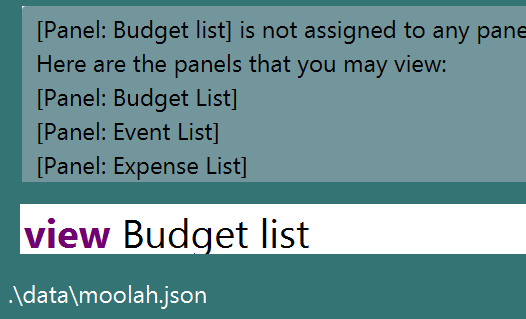 [Panel: Budget list] is not assigned to any pane
Here are the panels that you may view:
[Panel: Budget List]
[Panel: Event List]
[Panel: Expense List]
view Budget list
.\data\moolah.json